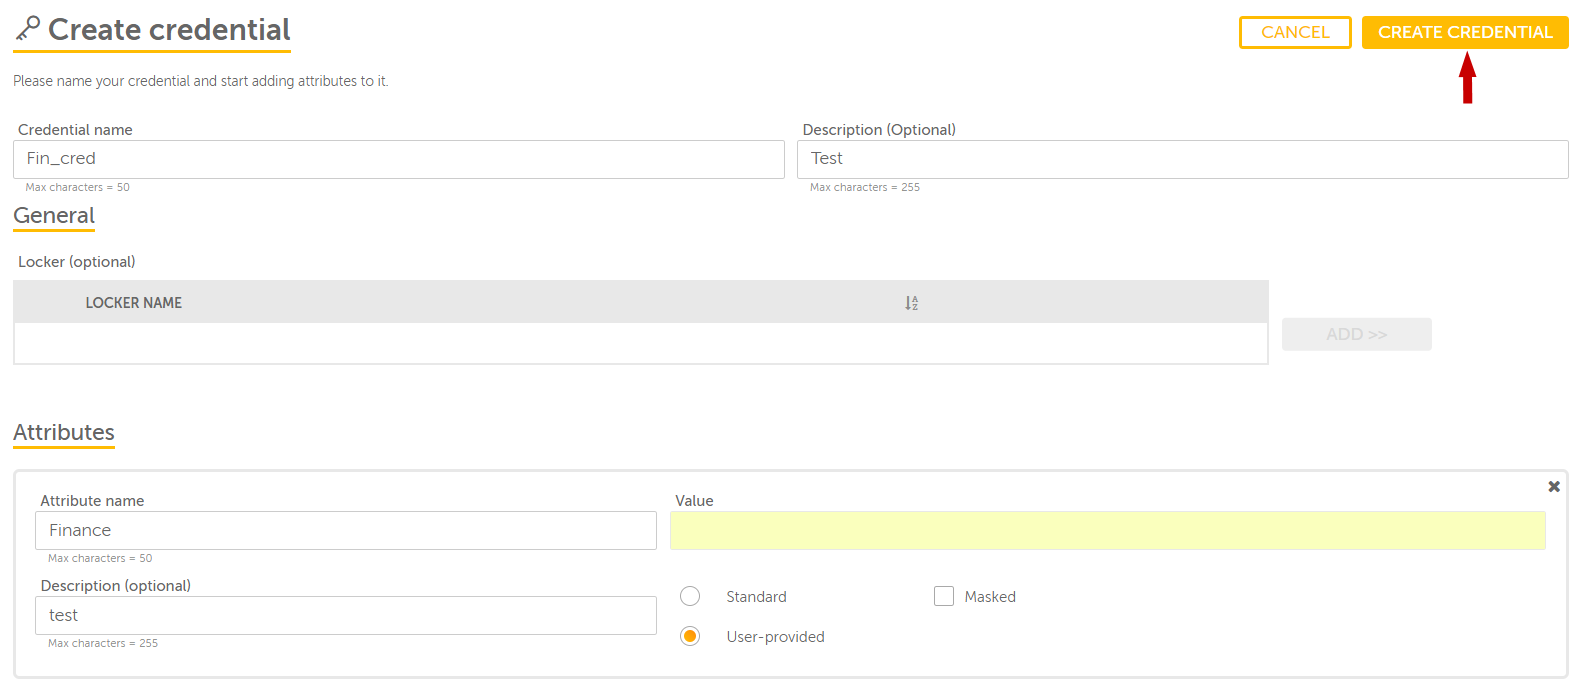 Create credential
CANCEL
CREATE CREDENTIAL
Please name your credential and start adding attributes to it.
Credential name
Description (Optional)
Fin_cred
Test
Max characters = 50
Max characters = 255
General
Locker (optional)
LOCKER NAME
A
Z
ADD >>
Attributes
Attribute name
Value
Finance
Max characters = 50
Description (optional)
test
Max characters = 255
Standard
Masked
User-provided